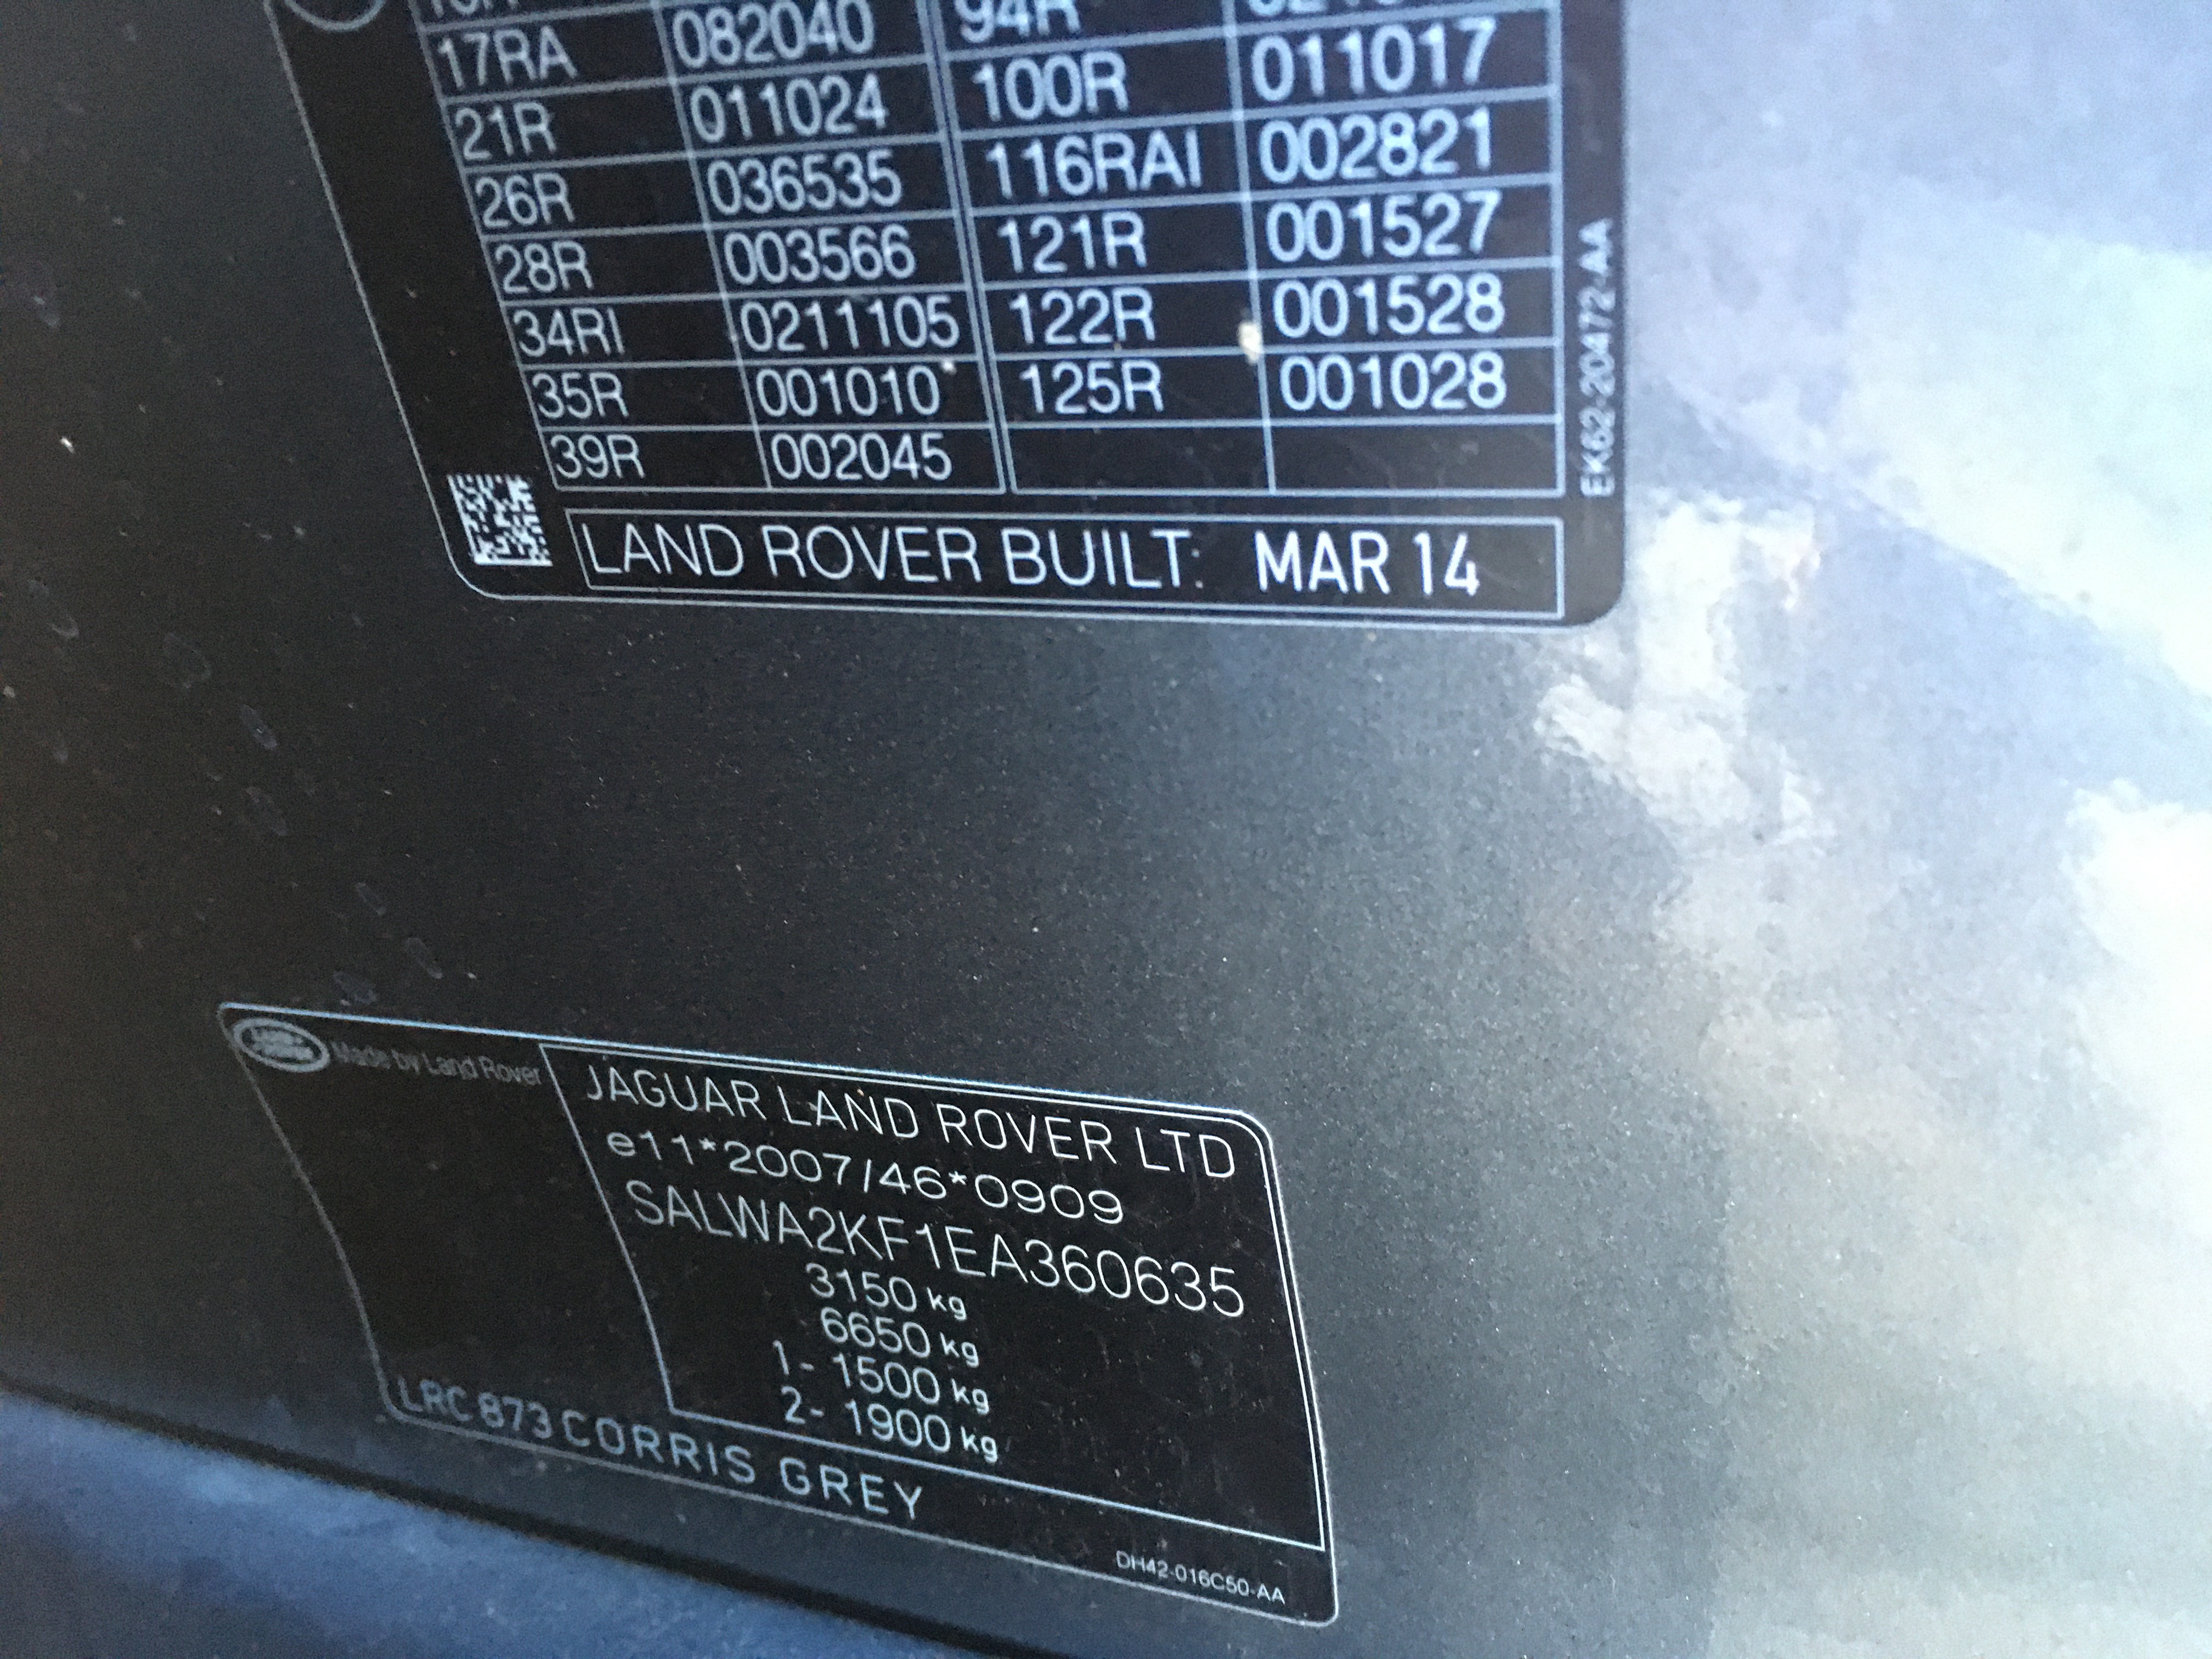 17RA 082040 94R
21R 011024 100R 011017
26R 036535 116RAI 002821
28R 003566 121R 001527
34RI 0211105 122R 001528
35R 001010 125R 001028
39R 002045
EK62-20472-AA
LAND ROVER BUILT: MAR 14
LAND ROVER Made by Land Rover
JAGUAR LAND ROVER LTD
e11*2007/46*0909
SALWA2KF1EA360635
3150 kg
6650 kg
1- 1500 kg
2- 1900 kg
LRC 873 CORRIS GREY
DH42-016C50-AA